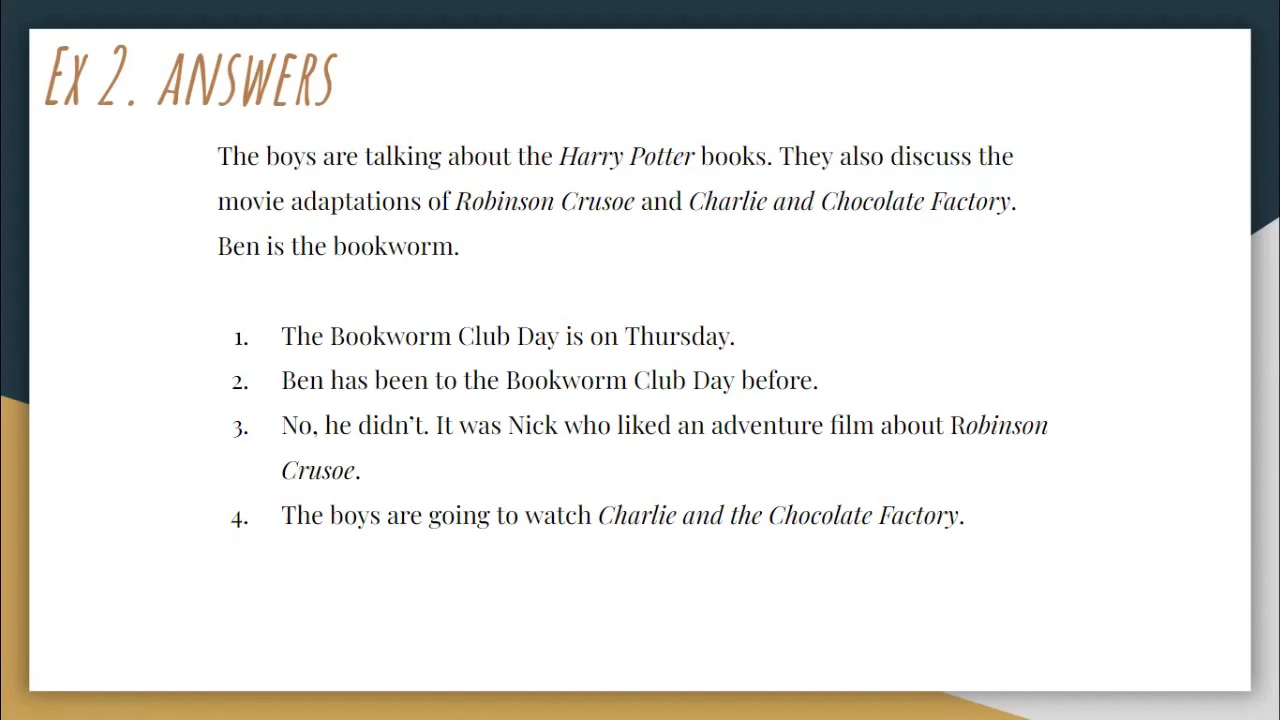 Ex 2. ANSWERS
The boys are talking about the Harry Potter books. They also discuss the
movie adaptations of Robinson Crusoe and Charlie and Chocolate Factory.
Ben is the bookworm.
1. The Bookworm Club Day is on Thursday.
2. Ben has been to the Bookworm Club Day before.
3. No, he didn’t. It was Nick who liked an adventure film about Robinson
Crusoe.
4. The boys are going to watch Charlie and the Chocolate Factory.